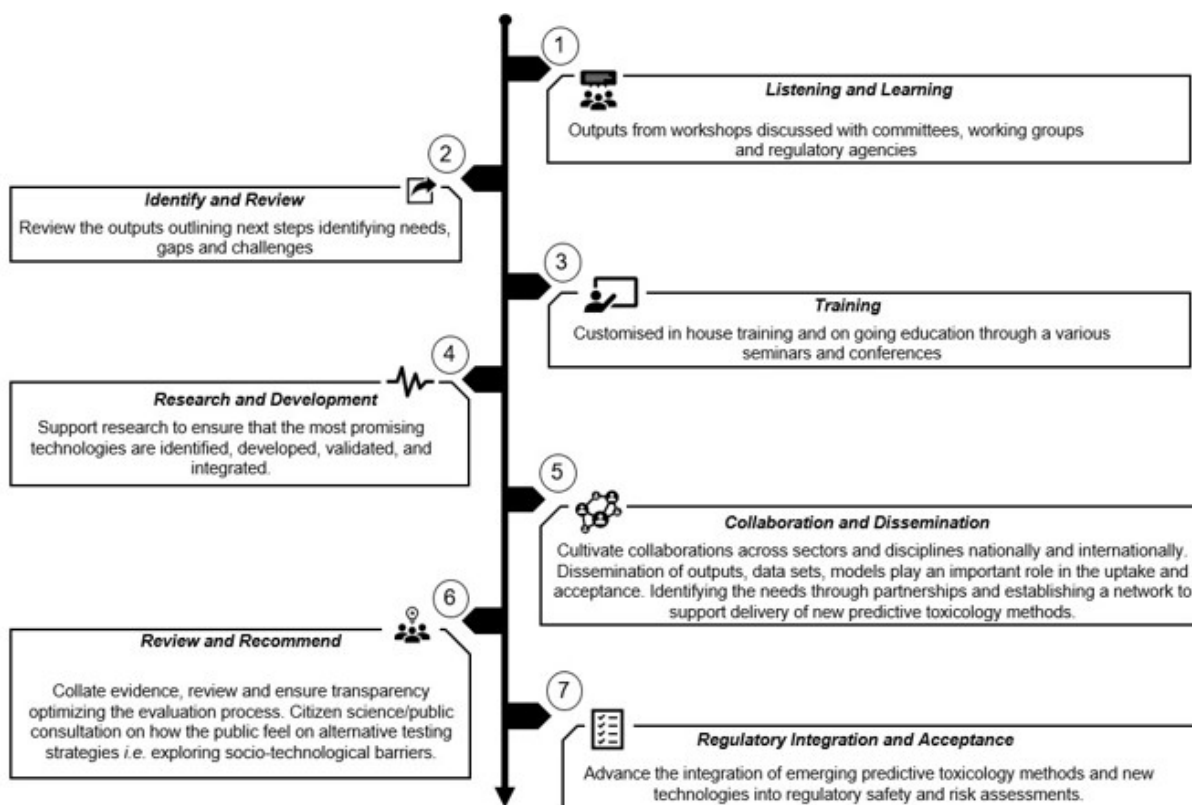 1
Listening and Learning
Outputs from workshops discussed with committees, working groups
and regulatory agencies
2
Identify and Review
Review the outputs outlining next steps identifying needs,
gaps and challenges
3
Training
Customised in house training and on going education through a various
seminars and conferences
4
Research and Development
Support research to ensure that the most promising
technologies are identified, developed, validated, and
integrated.
5
Collaboration and Dissemination
Cultivate collaborations across sectors and disciplines nationally and internationally.
Dissemination of outputs, data sets, models play an important role in the uptake and
acceptance. Identifying the needs through partnerships and establishing a network to
support delivery of new predictive toxicology methods.
6
Review and Recommend
Collate evidence, review and ensure transparency
optimizing the evaluation process. Citizen science/public
consultation on how the public feel on alternative testing
strategies i.e. exploring socio-technological barriers.
7
Regulatory Integration and Acceptance
Advance the integration of emerging predictive toxicology methods and new
technologies into regulatory safety and risk assessments.